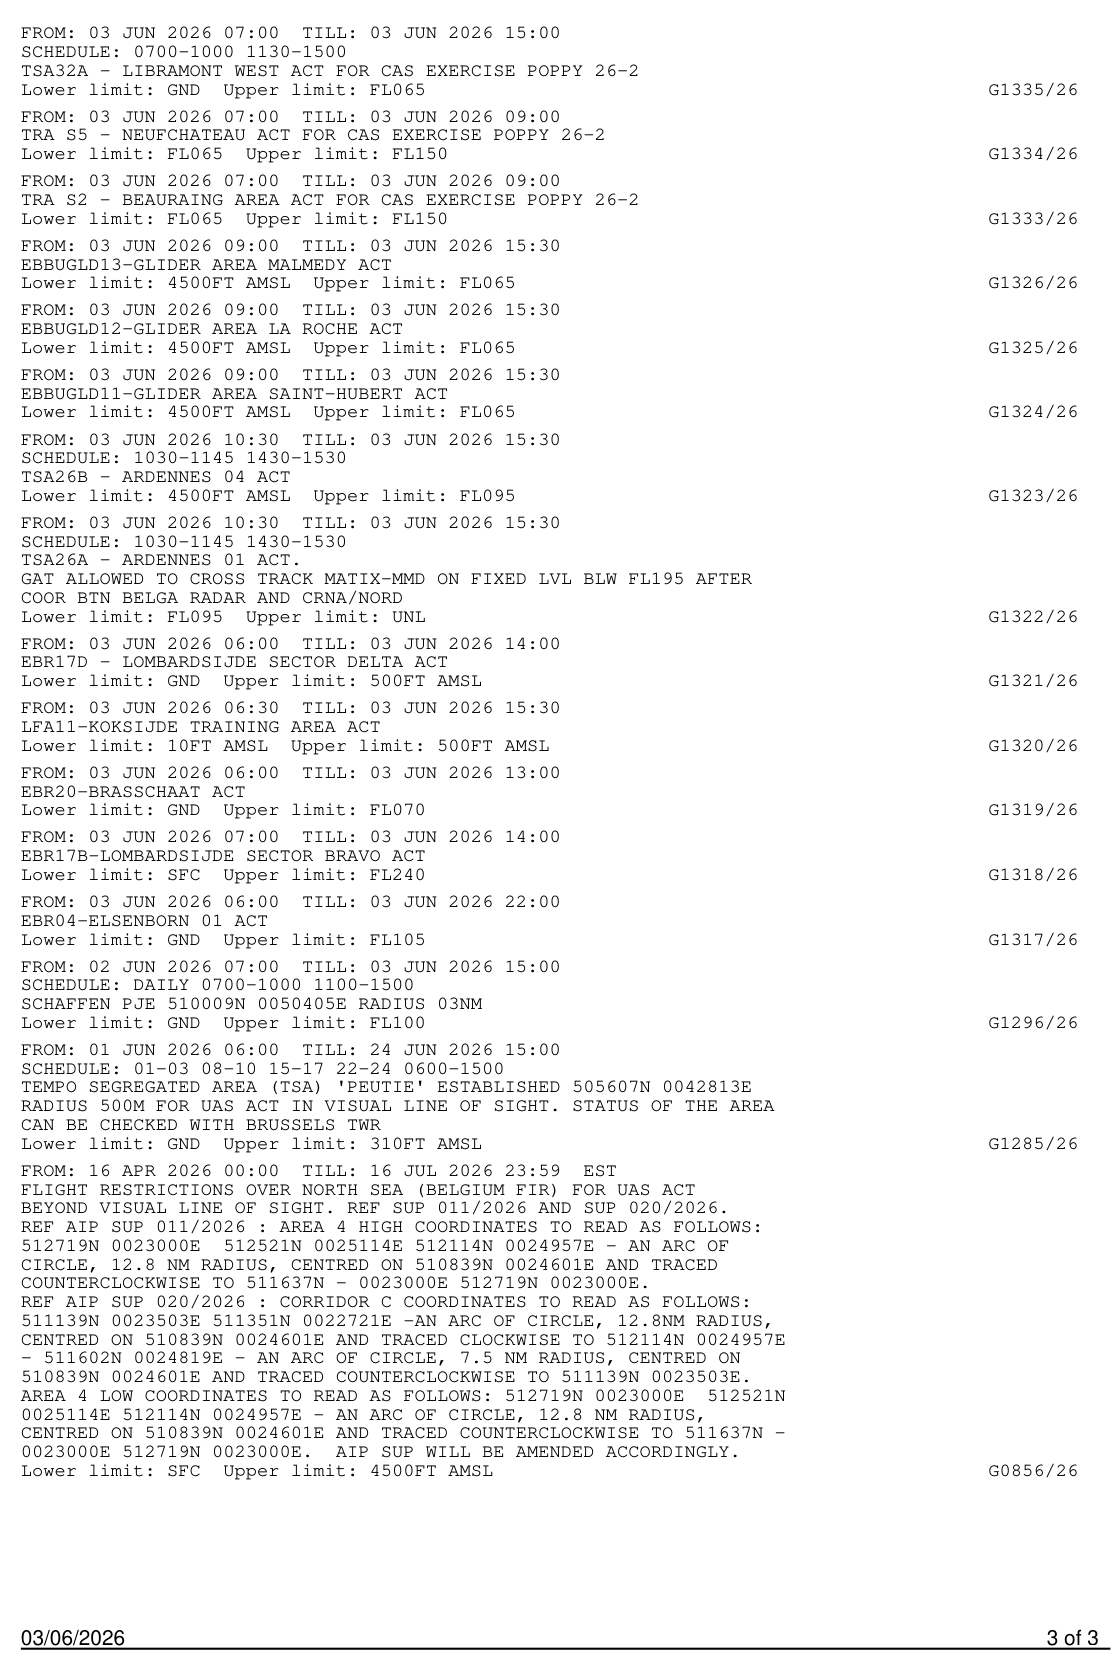 FROM: 03 JUN 2026 07:00 TILL: 03 JUN 2026 15:00
SCHEDULE: 0700-1000 1130-1500
TSA32A - LIBRAMONT WEST ACT FOR CAS EXERCISE POPPY 26-2
Lower limit: GND Upper limit: FL065 G1335/26
FROM: 03 JUN 2026 07:00 TILL: 03 JUN 2026 09:00
TRA S5 - NEUFCHATEAU ACT FOR CAS EXERCISE POPPY 26-2
Lower limit: FL065 Upper limit: FL150 G1334/26
FROM: 03 JUN 2026 07:00 TILL: 03 JUN 2026 09:00
TRA S2 - BEAURAING AREA ACT FOR CAS EXERCISE POPPY 26-2
Lower limit: FL065 Upper limit: FL150 G1333/26
FROM: 03 JUN 2026 09:00 TILL: 03 JUN 2026 15:30
EBBUGLD13-GLIDER AREA MALMEDY ACT
Lower limit: 4500FT AMSL Upper limit: FL065 G1326/26
FROM: 03 JUN 2026 09:00 TILL: 03 JUN 2026 15:30
EBBUGLD12-GLIDER AREA LA ROCHE ACT
Lower limit: 4500FT AMSL Upper limit: FL065 G1325/26
FROM: 03 JUN 2026 09:00 TILL: 03 JUN 2026 15:30
EBBUGLD11-GLIDER AREA SAINT-HUBERT ACT
Lower limit: 4500FT AMSL Upper limit: FL065 G1324/26
FROM: 03 JUN 2026 10:30 TILL: 03 JUN 2026 15:30
SCHEDULE: 1030-1145 1430-1530
TSA26B - ARDENNES 04 ACT
Lower limit: 4500FT AMSL Upper limit: FL095 G1323/26
FROM: 03 JUN 2026 10:30 TILL: 03 JUN 2026 15:30
SCHEDULE: 1030-1145 1430-1530
TSA26A - ARDENNES 01 ACT.
GAT ALLOWED TO CROSS TRACK MATIX-MMD ON FIXED LVL BLW FL195 AFTER
COOR BTN BELGA RADAR AND CRNA/NORD
Lower limit: FL095 Upper limit: UNL G1322/26
FROM: 03 JUN 2026 06:00 TILL: 03 JUN 2026 14:00
EBR17D - LOMBARDSIJDE SECTOR DELTA ACT
Lower limit: GND Upper limit: 500FT AMSL G1321/26
FROM: 03 JUN 2026 06:30 TILL: 03 JUN 2026 15:30
LFA11-KOKSIJDE TRAINING AREA ACT
Lower limit: 10FT AMSL Upper limit: 500FT AMSL G1320/26
FROM: 03 JUN 2026 06:00 TILL: 03 JUN 2026 13:00
EBR20-BRASSCHAAT ACT
Lower limit: GND Upper limit: FL070 G1319/26
FROM: 03 JUN 2026 07:00 TILL: 03 JUN 2026 14:00
EBR17B-LOMBARDSIJDE SECTOR BRAVO ACT
Lower limit: SFC Upper limit: FL240 G1318/26
FROM: 03 JUN 2026 06:00 TILL: 03 JUN 2026 22:00
EBR04-ELSENBORN 01 ACT
Lower limit: GND Upper limit: FL105 G1317/26
FROM: 02 JUN 2026 07:00 TILL: 03 JUN 2026 15:00
SCHEDULE: DAILY 0700-1000 1100-1500
SCHAFFEN PJE 510009N 0050405E RADIUS 03NM
Lower limit: GND Upper limit: FL100 G1296/26
FROM: 01 JUN 2026 06:00 TILL: 24 JUN 2026 15:00
SCHEDULE: 01-03 08-10 15-17 22-24 0600-1500
TEMPO SEGREGATED AREA (TSA) 'PEUTIE' ESTABLISHED 505607N 0042813E
RADIUS 500M FOR UAS ACT IN VISUAL LINE OF SIGHT. STATUS OF THE AREA
CAN BE CHECKED WITH BRUSSELS TWR
Lower limit: GND Upper limit: 310FT AMSL G1285/26
FROM: 16 APR 2026 00:00 TILL: 16 JUL 2026 23:59 EST
FLIGHT RESTRICTIONS OVER NORTH SEA (BELGIUM FIR) FOR UAS ACT
BEYOND VISUAL LINE OF SIGHT. REF SUP 011/2026 AND SUP 020/2026.
REF AIP SUP 011/2026 : AREA 4 HIGH COORDINATES TO READ AS FOLLOWS:
512719N 0023000E 512521N 0025114E 512114N 0024957E - AN ARC OF
CIRCLE, 12.8 NM RADIUS, CENTRED ON 510839N 0024601E AND TRACED
COUNTERCLOCKWISE TO 511637N - 0023000E 512719N 0023000E.
REF AIP SUP 020/2026 : CORRIDOR C COORDINATES TO READ AS FOLLOWS:
511139N 0023503E 511351N 0022721E -AN ARC OF CIRCLE, 12.8NM RADIUS,
CENTRED ON 510839N 0024601E AND TRACED CLOCKWISE TO 512114N 0024957E
- 511602N 0024819E - AN ARC OF CIRCLE, 7.5 NM RADIUS, CENTRED ON
510839N 0024601E AND TRACED COUNTERCLOCKWISE TO 511139N 0023503E.
AREA 4 LOW COORDINATES TO READ AS FOLLOWS: 512719N 0023000E 512521N
0025114E 512114N 0024957E - AN ARC OF CIRCLE, 12.8 NM RADIUS,
CENTRED ON 510839N 0024601E AND TRACED COUNTERCLOCKWISE TO 511637N -
0023000E 512719N 0023000E. AIP SUP WILL BE AMENDED ACCORDINGLY.
Lower limit: SFC Upper limit: 4500FT AMSL G0856/26
03/06/2026 3 of 3